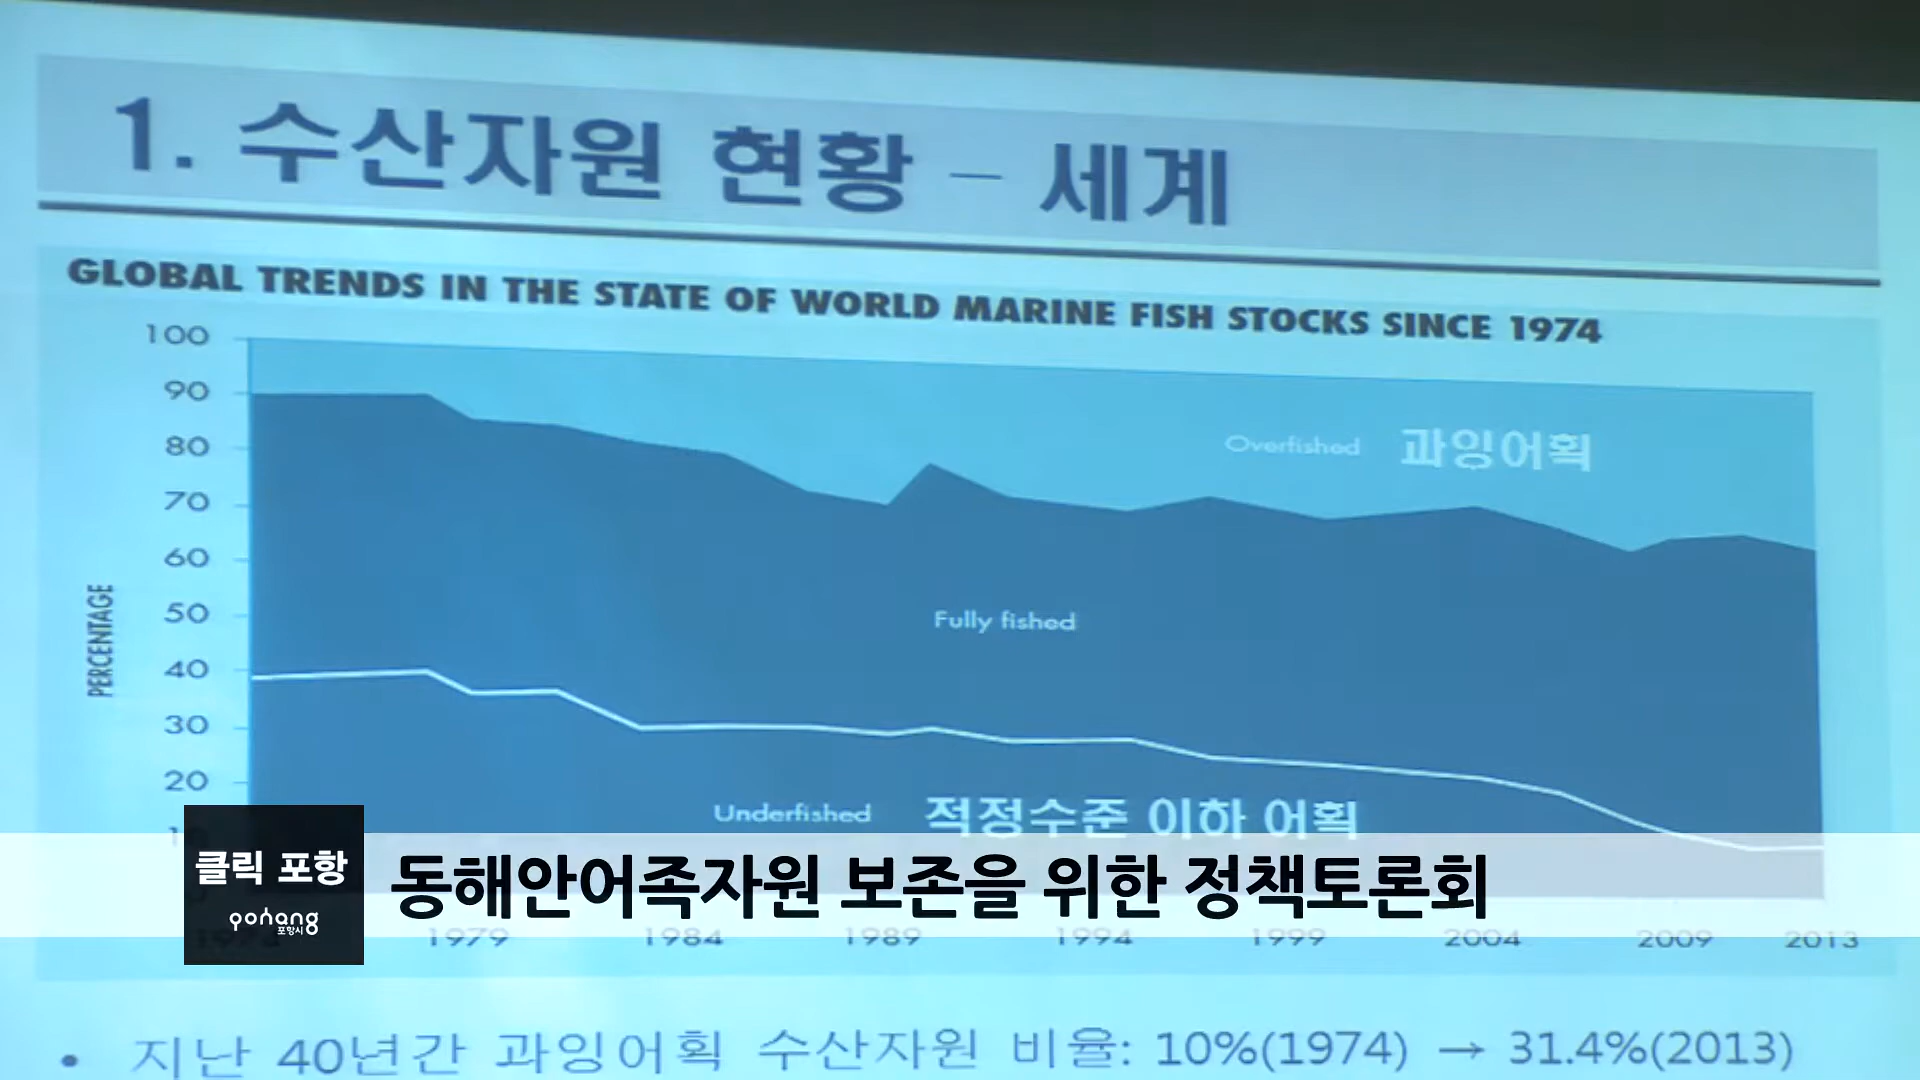 1. 수산자원 현황 – 세계
GLOBAL TRENDS IN THE STATE OF WORLD MARINE FISH STOCKS SINCE 1974
100
90
80
70
60
50
40
30
20
PERCENTAGE
Overfished 과잉어획
Fully fished
Underfished 적정수준 이하 어획
클릭 포항
pohang
포항시
동해안어족자원 보존을 위한 정책토론회
1979 1984 1989 1994 1999 2004 2009 2013
• 지난 40년간 과잉어획 수산자원 비율: 10%(1974) → 31.4%(2013)